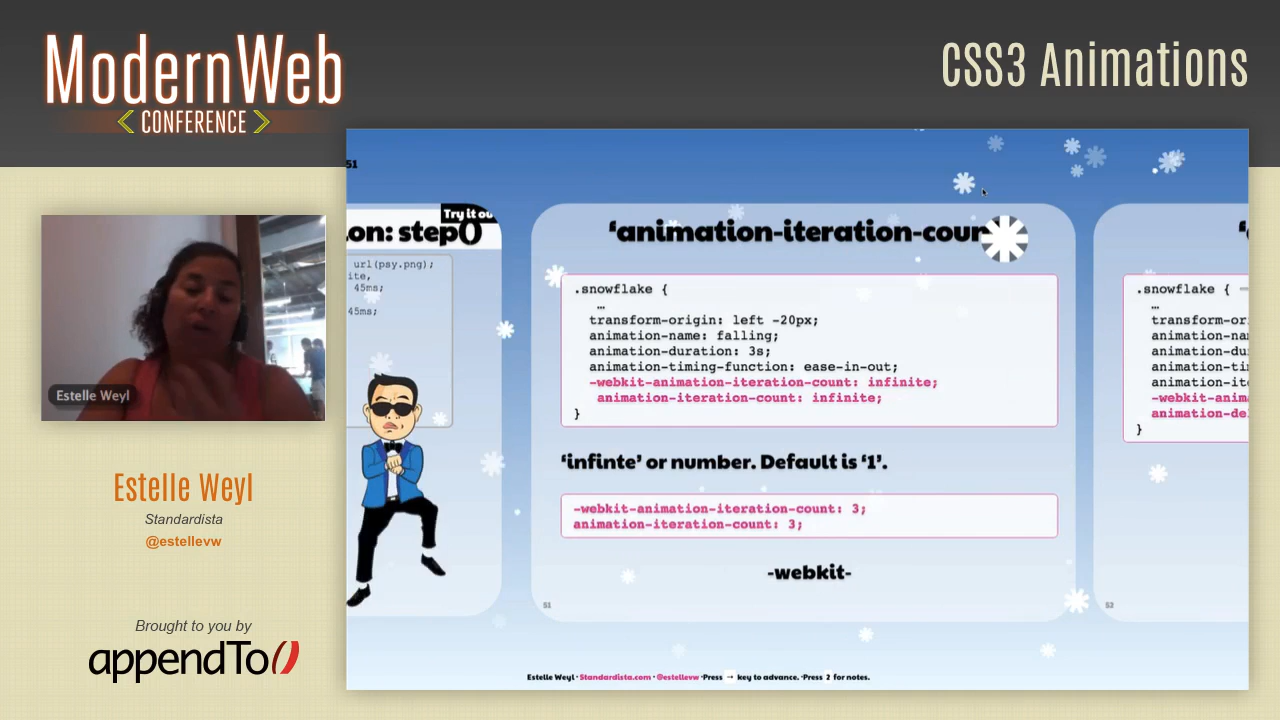 ModernWeb
CONFERENCE
CSS3 Animations
Estelle Weyl
Estelle Weyl
Standardista
@estellevw
Brought to you by
appendTo()
51
Try it ou
on: step()
url(psy.png);
ite,
45ms;
45ms;
‘animation-iteration-coun
.snowflake {
…
transform-origin: left -20px;
animation-name: falling;
animation-duration: 3s;
animation-timing-function: ease-in-out;
-webkit-animation-iteration-count: infinite;
animation-iteration-count: infinite;
}
‘infinte’ or number. Default is ‘1’.
-webkit-animation-iteration-count: 3;
animation-iteration-count: 3;
-webkit-
51
.snowflake {
…
transform-or
animation-na
animation-du
animation-ti
animation-ite
-webkit-anima
animation-de
}
52
Estelle Weyl · Standardista.com · @estellevw ·Press → key to advance. ·Press 2 for notes.